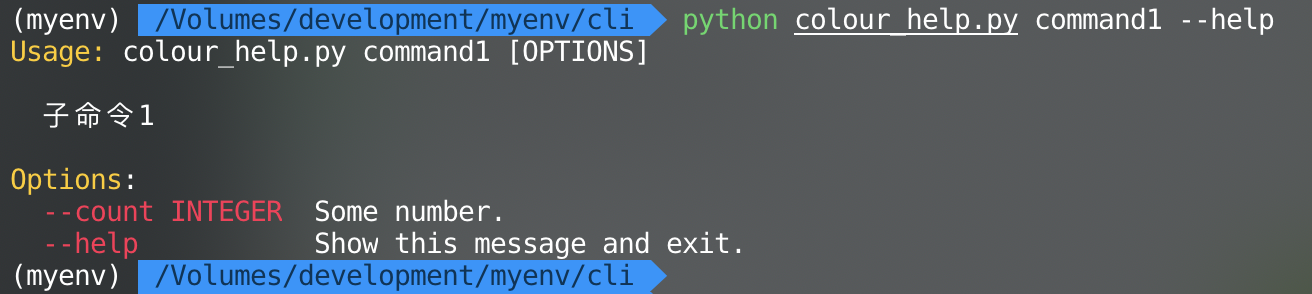 (myenv) /Volumes/development/myenv/cli python colour_help.py command1 --help
Usage: colour_help.py command1 [OPTIONS]
子命令1
Options:
--count INTEGER Some number.
--help Show this message and exit.
(myenv) /Volumes/development/myenv/cli